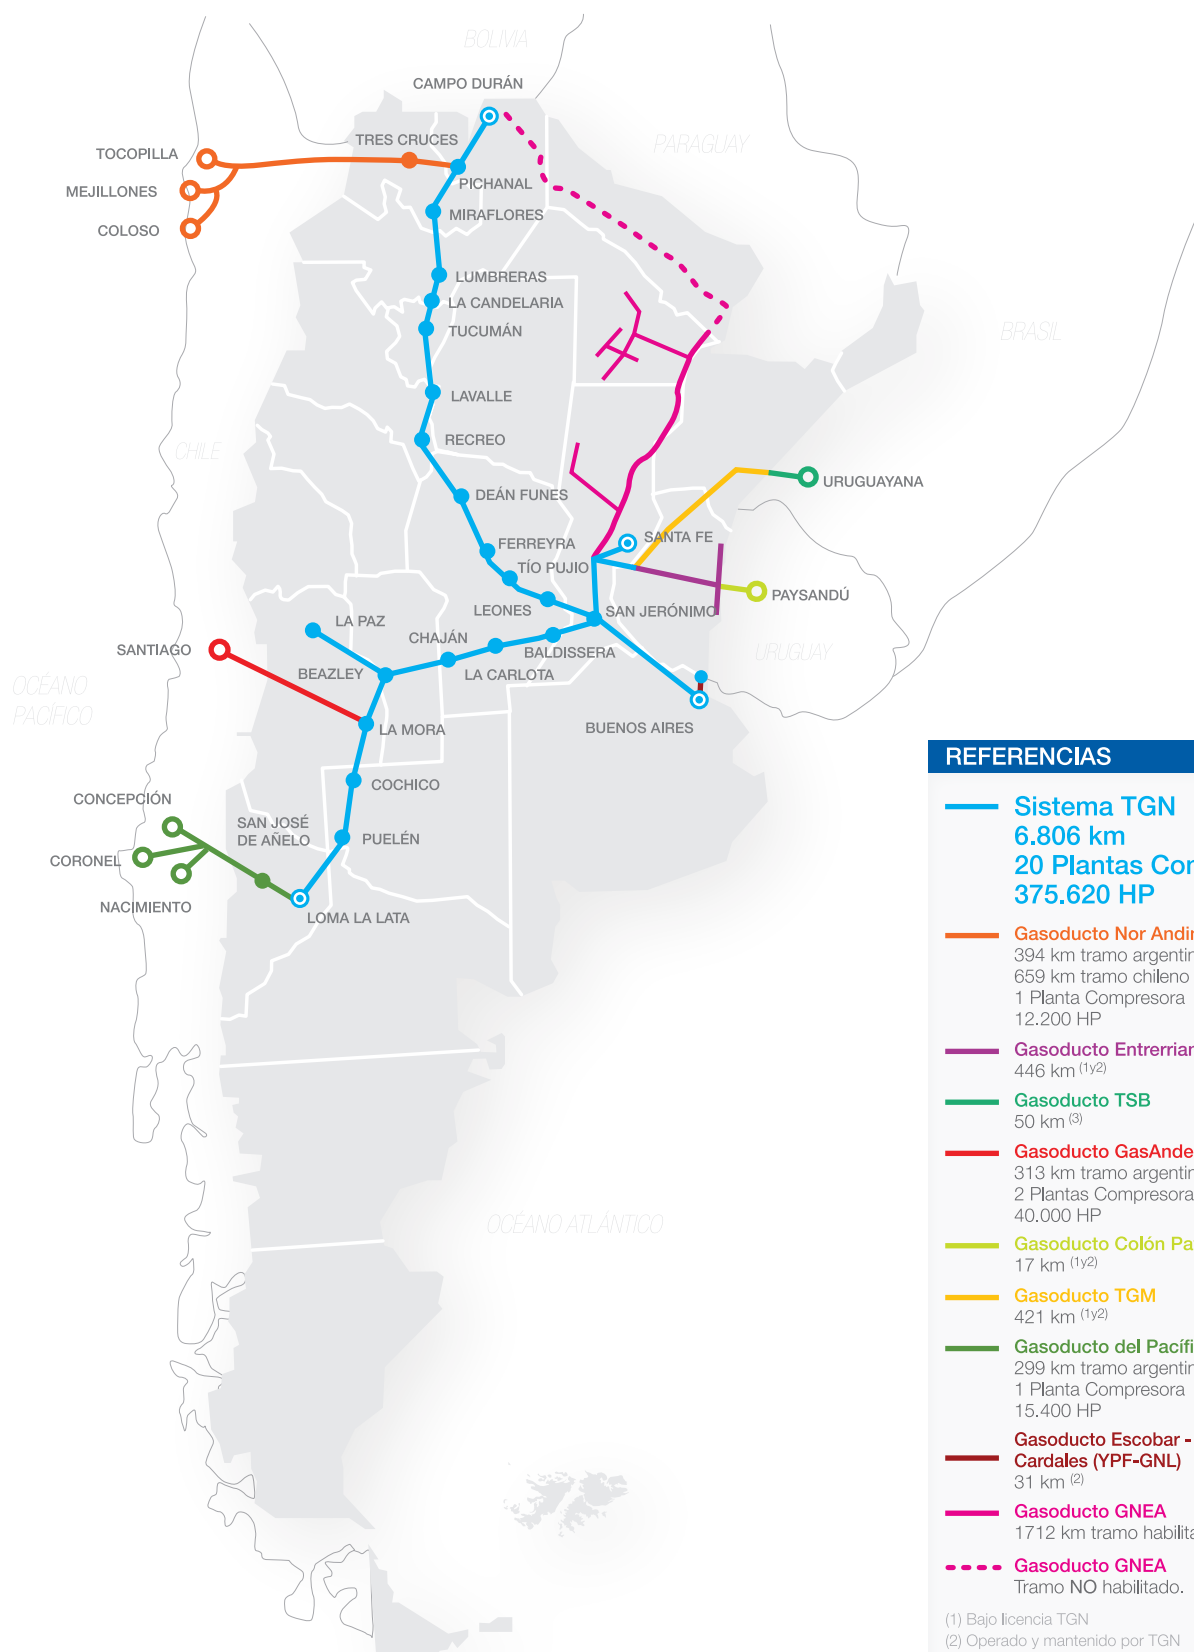 BOLIVIA
CAMPO DURÁN
TRES CRUCES
PARAGUAY
TOCOPILLA
PICHANAL
MEJILLONES
MIRAFLORES
COLOSO
LUMBRERAS
LA CANDELARIA
TUCUMÁN
BRASIL
LAVALLE
RECREO
CHILE
URUGUAYANA
DEÁN FUNES
SANTA FE
FERREYRA
TÍO PUJIO
PAYSANDÚ
LEONES
SAN JERÓNIMO
LA PAZ
CHAJÁN
SANTIAGO
BALDISSERA
URUGUAY
BEAZLEY
LA CARLOTA
OCÉANO
PACÍFICO
LA MORA
BUENOS AIRES
COCHICO
CONCEPCIÓN
SAN JOSÉ
DE AÑELO
PUELÉN
CORONEL
NACIMIENTO
LOMA LA LATA
OCÉANO ATLÁNTICO
REFERENCIAS
Sistema TGN
6.806 km
20 Plantas Com
375.620 HP
Gasoducto Nor Andin
394 km tramo argentin
659 km tramo chileno
1 Planta Compresora
12.200 HP
Gasoducto Entrerrian
446 km (1y2)
Gasoducto TSB
50 km (3)
Gasoducto GasAnde
313 km tramo argentin
2 Plantas Compresora
40.000 HP
Gasoducto Colón Pa
17 km (1y2)
Gasoducto TGM
421 km (1y2)
Gasoducto del Pacífi
299 km tramo argentin
1 Planta Compresora
15.400 HP
Gasoducto Escobar -
Cardales (YPF-GNL)
31 km (2)
Gasoducto GNEA
1712 km tramo habilita
Gasoducto GNEA
Tramo NO habilitado.
(1) Bajo licencia TGN
(2) Operado y mantenido por TGN